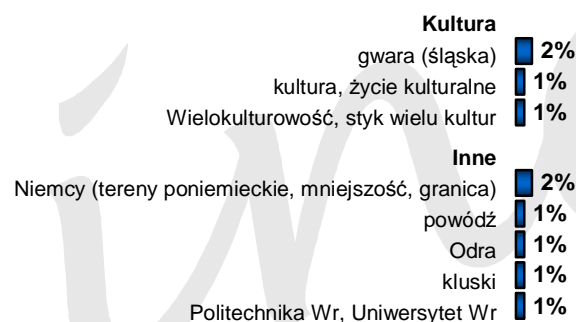 Kultura
gwara (śląska) 2%
kultura, życie kulturalne 1%
Wielokulturowość, styk wielu kultur 1%
Inne
Niemcy (tereny poniemieckie, mniejszość, granica) 2%
powódź 1%
Odra 1%
kluski 1%
Politechnika Wr, Uniwersytet Wr 1%